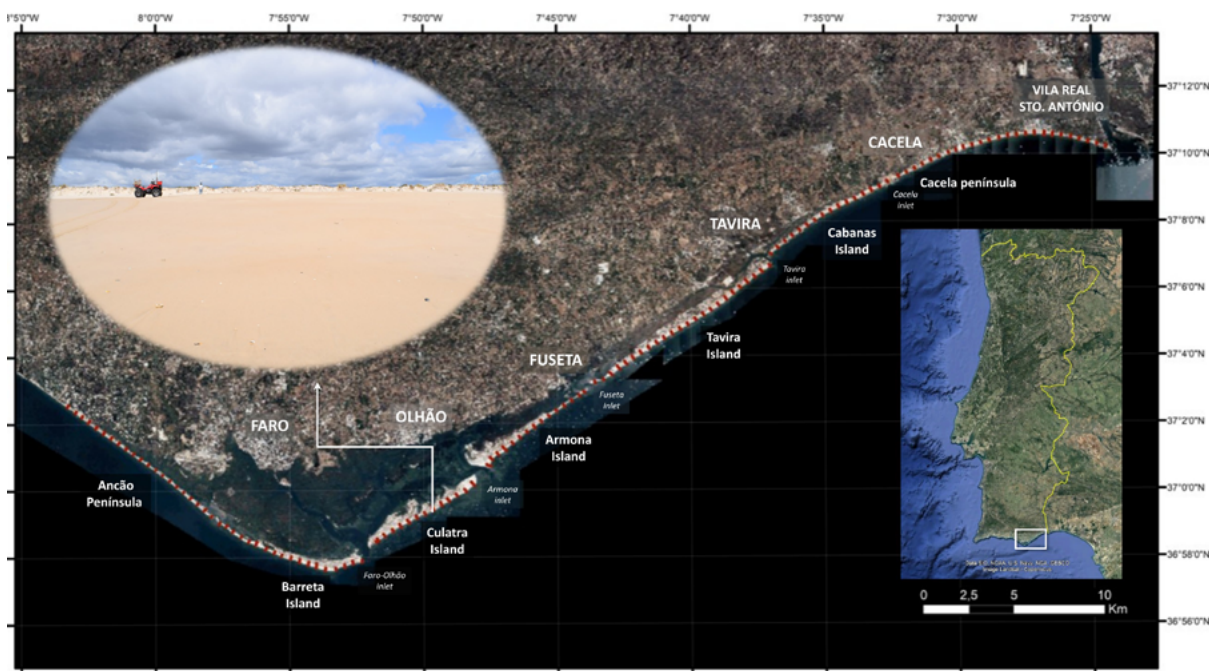 8°5'0"W 8°0'0"W 7°55'0"W 7°50'0"W 7°45'0"W 7°40'0"W 7°35'0"W 7°30'0"W 7°25'0"W
VILA REAL
STO. ANTÓNIO
37°12'0"N
CACELA
37°10'0"N
Cacela península
Cacela
inlet
37°8'0"N
TAVIRA
Cabanas
Island
Tavira
inlet
37°6'0"N
Tavira
Island
37°4'0"N
FUSETA
Fuseta
inlet
37°2'0"N
FARO
OLHÃO
Armona
Island
Ancão
Península
Armona
inlet
37°0'0"N
Culatra
Island
36°58'0"N
Faro-Olhão
inlet
Barreta
Island
0 2,5 5 10
Km
36°56'0"N